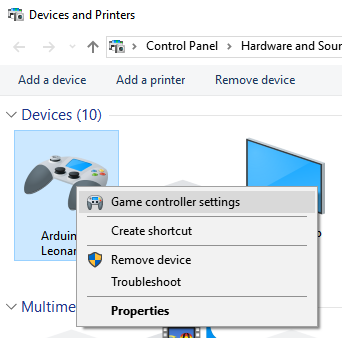 Devices and Printers
Control Panel
Hardware and Soun
Add a device
Add a printer
Remove device
Devices (10)
Arduin
Leonar
Game controller settings
Create shortcut
Remove device
Troubleshoot
Properties
p
Multime